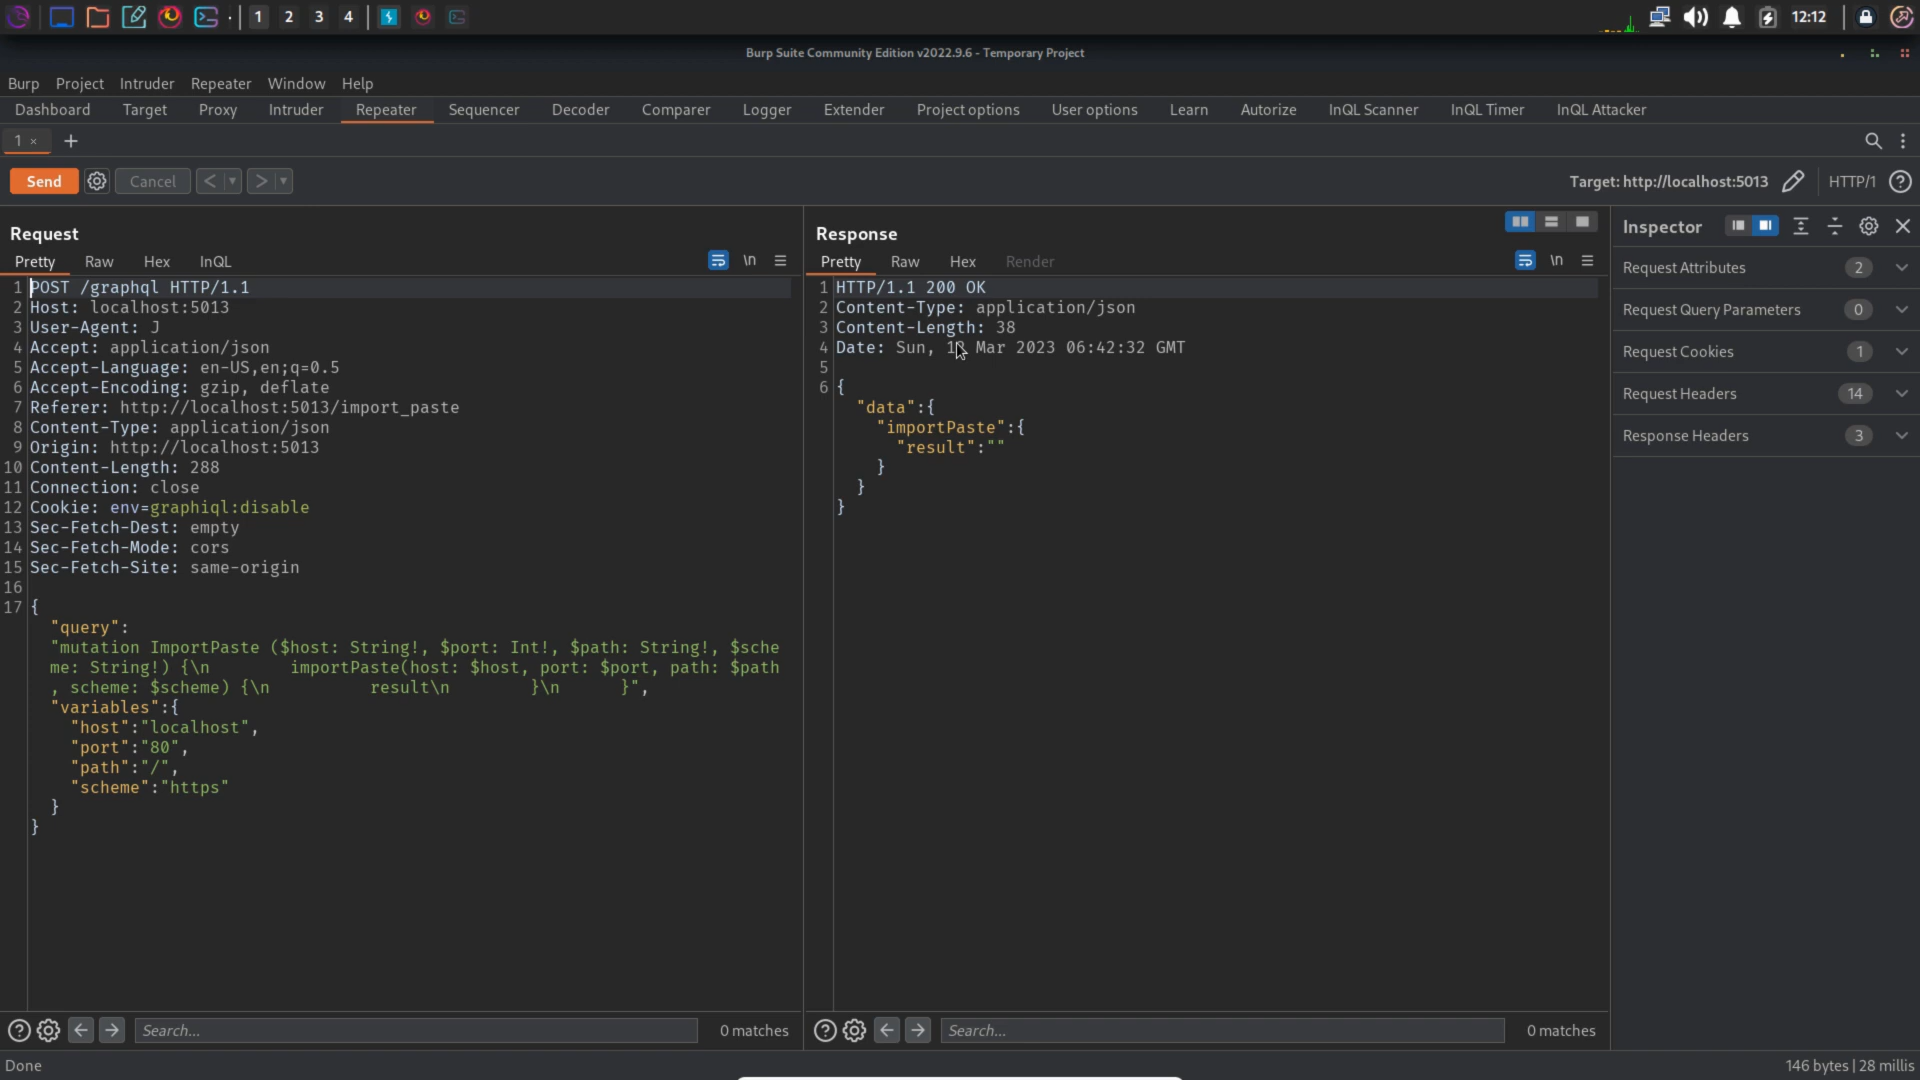 1 2 3 4 12:12
Burp Suite Community Edition v2022.9.6 - Temporary Project
Burp Project Intruder Repeater Window Help
Dashboard Target Proxy Intruder Repeater Sequencer Decoder Comparer Logger Extender Project options User options Learn Autorize InQL Scanner InQL Timer InQL Attacker
1 × +
Send Cancel < > Target: http://localhost:5013 HTTP/1 ?
Request
Pretty Raw Hex InQL \n
1 POST /graphql HTTP/1.1
2 Host: localhost:5013
3 User-Agent: J
4 Accept: application/json
5 Accept-Language: en-US,en;q=0.5
6 Accept-Encoding: gzip, deflate
7 Referer: http://localhost:5013/import_paste
8 Content-Type: application/json
9 Origin: http://localhost:5013
10 Content-Length: 288
11 Connection: close
12 Cookie: env=graphiql:disable
13 Sec-Fetch-Dest: empty
14 Sec-Fetch-Mode: cors
15 Sec-Fetch-Site: same-origin
16
17 {
"query":
"mutation ImportPaste ($host: String!, $port: Int!, $path: String!, $sche
me: String!) {\n importPaste(host: $host, port: $port, path: $path
, scheme: $scheme) {\n result\n }\n }",
"variables":{
"host":"localhost",
"port":"80",
"path":"/",
"scheme":"https"
}
}
? Search... 0 matches
Response
Pretty Raw Hex Render \n
1 HTTP/1.1 200 OK
2 Content-Type: application/json
3 Content-Length: 38
4 Date: Sun, Mar 2023 06:42:32 GMT
5
6 {
"data":{
"importPaste":{
"result":""
}
}
}
? Search... 0 matches
Inspector
Request Attributes 2
Request Query Parameters 0
Request Cookies 1
Request Headers 14
Response Headers 3
Done 146 bytes | 28 millis